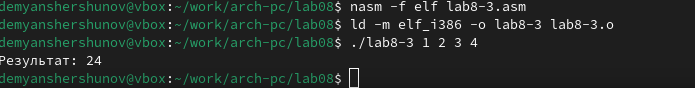 demyanshershunov@vbox:~/work/arch-pc/lab08$ nasm -f elf lab8-3.asm
demyanshershunov@vbox:~/work/arch-pc/lab08$ ld -m elf_i386 -o lab8-3 lab8-3.o
demyanshershunov@vbox:~/work/arch-pc/lab08$ ./lab8-3 1 2 3 4
Результат: 24
demyanshershunov@vbox:~/work/arch-pc/lab08$